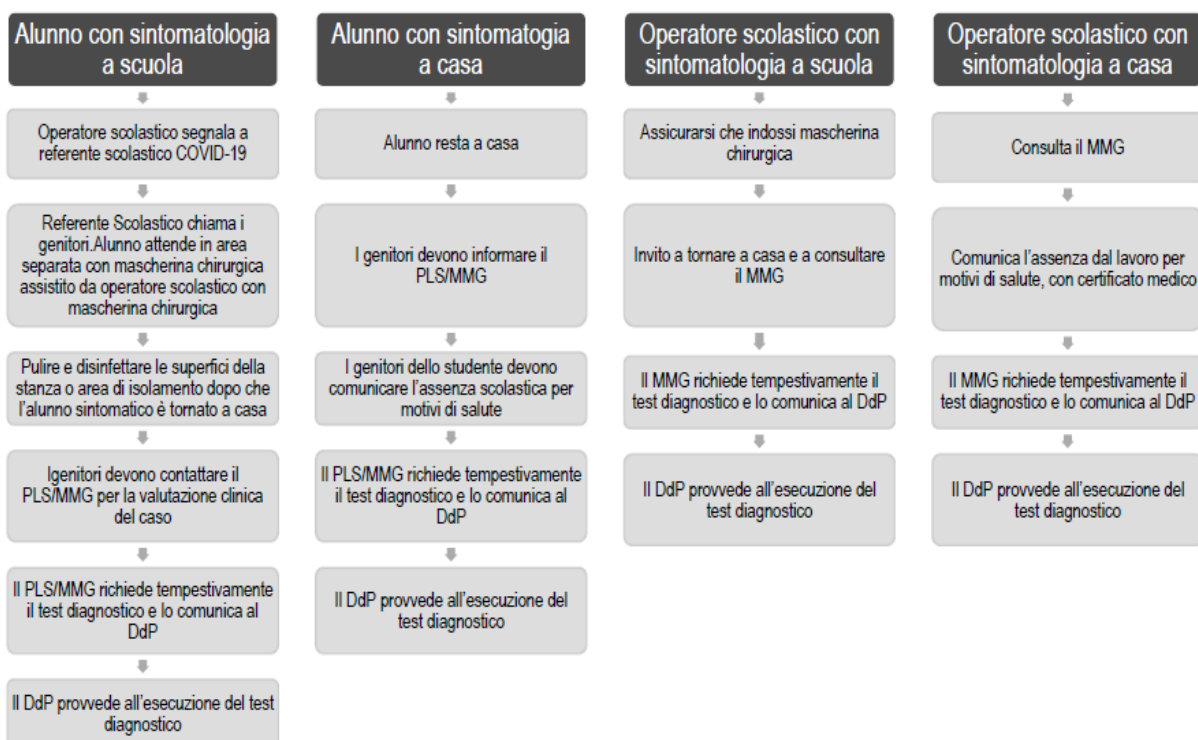 Alunno con sintomatologia
a scuola
Operatore scolastico segnala a
referente scolastico COVID-19
Referente Scolastico chiama i
genitori.Alunno attende in area
separata con mascherina chirurgica
assistito da operatore scolastico con
mascherina chirurgica
Pulire e disinfettare le superfici della
stanza o area di isolamento dopo che
l'alunno sintomatico è tornato a casa
Igenitori devono contattare il
PLS/MMG per la valutazione clinica
del caso
Il PLS/MMG richiede tempestivamente
il test diagnostico e lo comunica al
DdP
Il DdP provvede all'esecuzione del test
diagnostico
Alunno con sintomatogia
a casa
Alunno resta a casa
I genitori devono informare il
PLS/MMG
I genitori dello studente devono
comunicare l'assenza scolastica per
motivi di salute
Il PLS/MMG richiede tempestivamente
il test diagnostico e lo comunica al
DdP
Il DdP provvede all'esecuzione del
test diagnostico
Operatore scolastico con
sintomatologia a scuola
Assicurarsi che indossi mascherina
chirurgica
Invito a tornare a casa e a consultare
il MMG
Il MMG richiede tempestivamente il
test diagnostico e lo comunica al DdP
Il DdP provvede all'esecuzione del
test diagnostico
Operatore scolastico con
sintomatologia a casa
Consulta il MMG
Comunica l'assenza dal lavoro per
motivi di salute, con certificato medico
Il MMG richiede tempestivamente il
test diagnostico e lo comunica al DdP
Il DdP provvede all'esecuzione del
test diagnostico